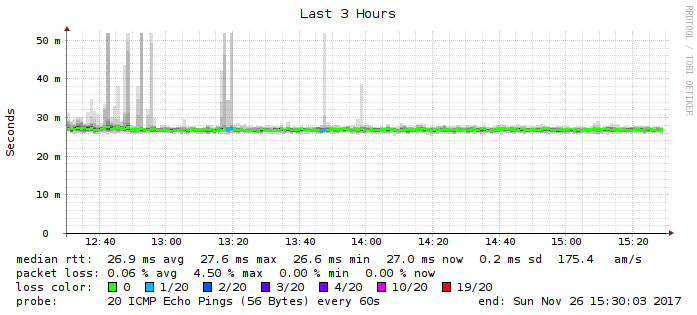 Last 3 Hours
RRDTOOL / TOBI OETIKER
Seconds
50 m
40 m
30 m
20 m
10 m
0
12:40 13:00 13:20 13:40 14:00 14:20 14:40 15:00 15:20
median rtt: 26.9 ms avg 27.6 ms max 26.6 ms min 27.0 ms now 0.2 ms sd 175.4 am/s
packet loss: 0.06 % avg 4.50 % max 0.00 % min 0.00 % now
loss color: 0 1/20 2/20 3/20 4/20 10/20 19/20
probe: 20 ICMP Echo Pings (56 Bytes) every 60s end: Sun Nov 26 15:30:03 2017